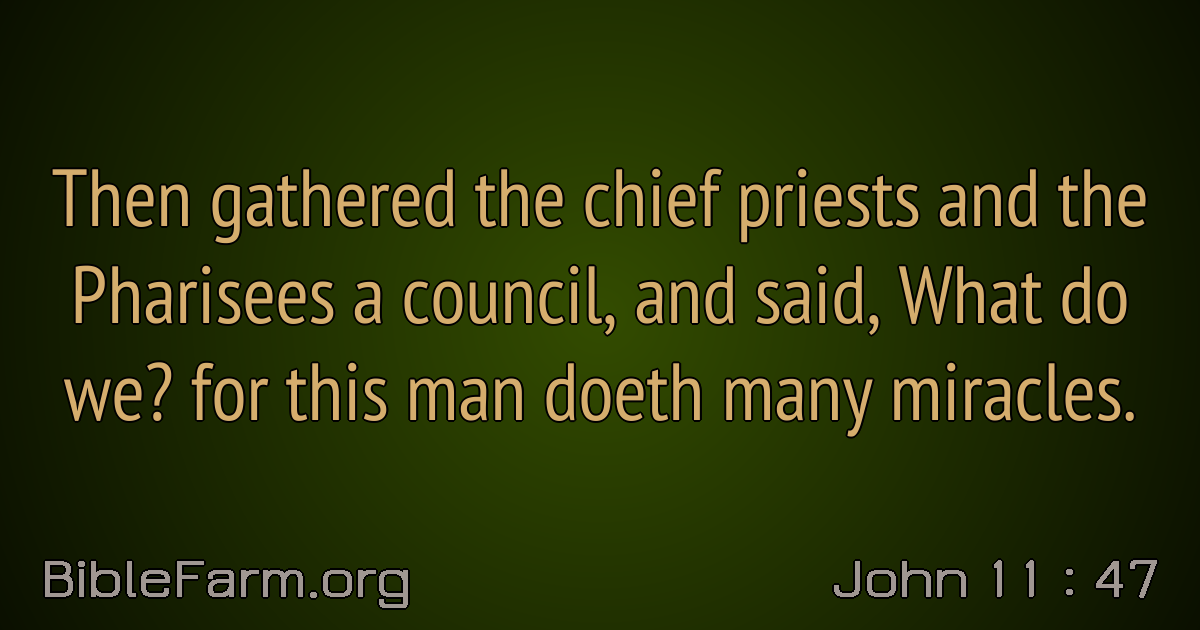 Then gathered the chief priests and the
Pharisees a council, and said, What do
we? for this man doeth many miracles.
BibleFarm.org
John 11 : 47